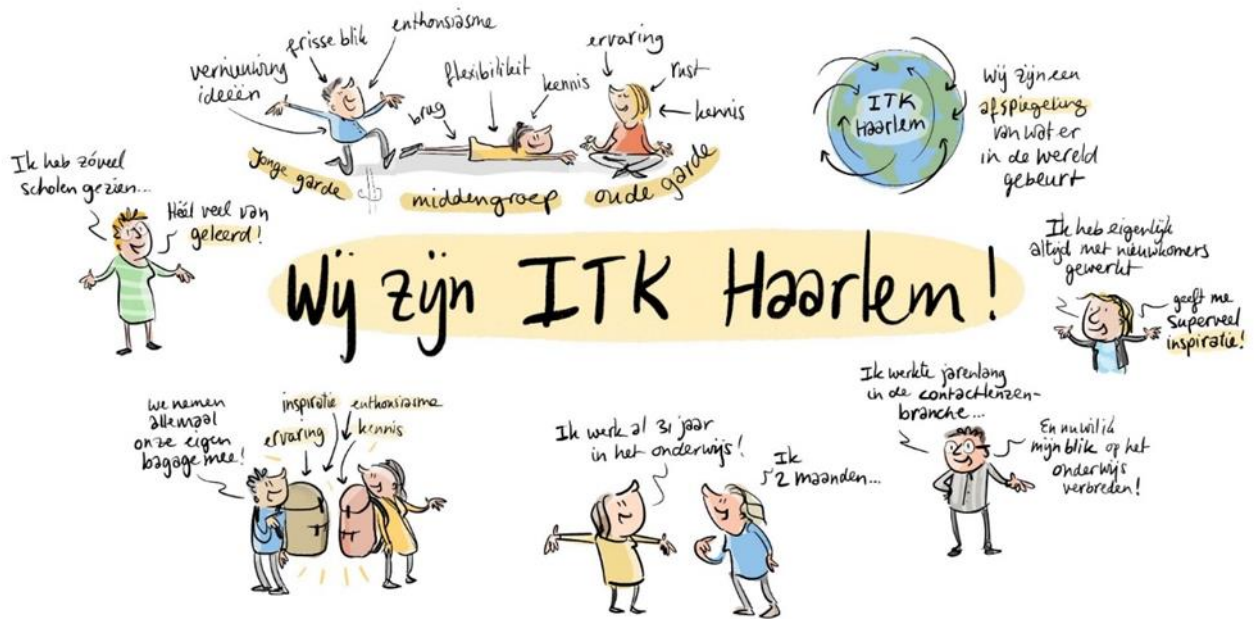 vernieuwing
ideeën
frisse blik
enthousiasme
brug
flexibiliteit
kennis
ervaring
rust
kennis
Jonge garde
middengroep
oude garde
ITK
Haarlem
Wij zijn een
afspiegeling
van wat er
in de wereld
gebeurt
Ik heb zóveel
scholen gezien...
Héél veel van
geleerd!
Wij zijn ITK Haarlem!
Ik heb eigenlijk
altijd met nieuwkomers
gewerkt
geeft me
superveel
inspiratie!
we nemen
allemaal
onze eigen
bagage mee!
inspiratie
enthousiasme
ervaring
kennis
Ik werk al 31 jaar
in het onderwijs!
Ik
2 maanden...
Ik werkte jarenlang
in de contactlenzen-
branche...
En nu wil ik
mijn blik op het
onderwijs
verbreden!